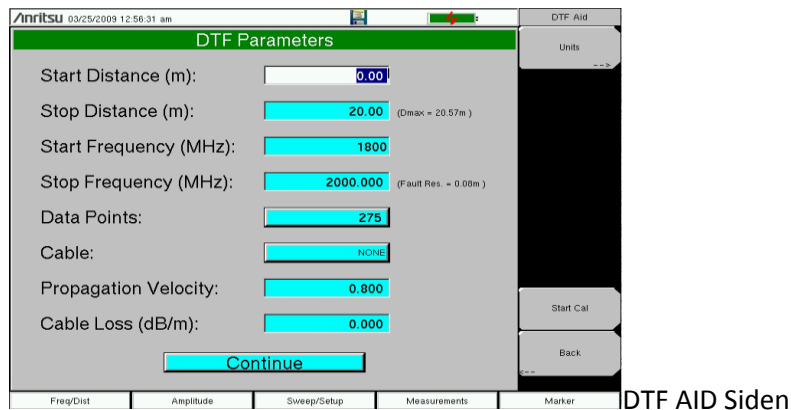 Anritsu 03/25/2009 12:56:31 am
DTF Aid
DTF Parameters
Units
-->
Start Distance (m): 0.00
Stop Distance (m): 20.00 (Dmax = 20.57m )
Start Frequency (MHz): 1800
Stop Frequency (MHz): 2000.000 (Fault Res. = 0.08m )
Data Points: 275
Cable: NONE
Propagation Velocity: 0.800
Cable Loss (dB/m): 0.000
Start Cal
Continue
Back
<--
Freq/Dist Amplitude Sweep/Setup Measurements Marker
DTF AID Siden